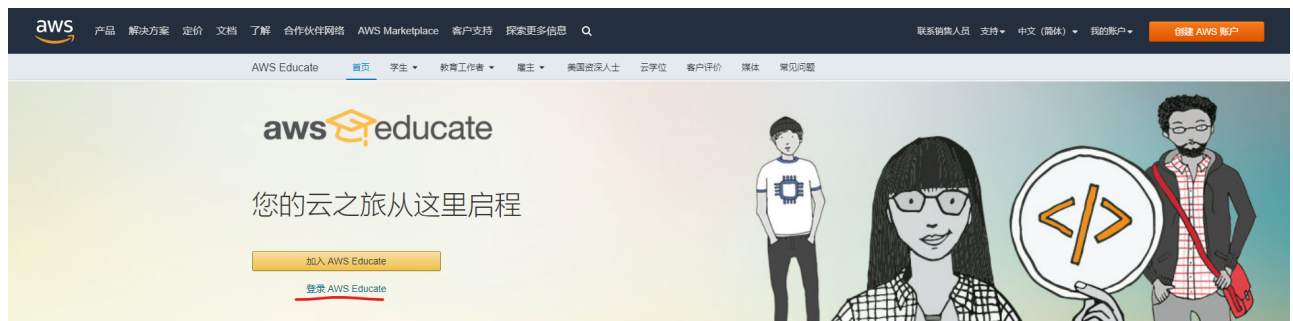 aws 产品 解决方案 定价 文档 了解 合作伙伴网络 AWS Marketplace 客户支持 探索更多信息 联系销售人员 支持 中文 (简体) 我的账户 创建 AWS 账户
AWS Educate 首页 学生 教育工作者 雇主 美国资深人士 云学位 客户评价 媒体 常见问题
aws educate
您的云之旅从这里启程
</>
加入 AWS Educate
登录 AWS Educate